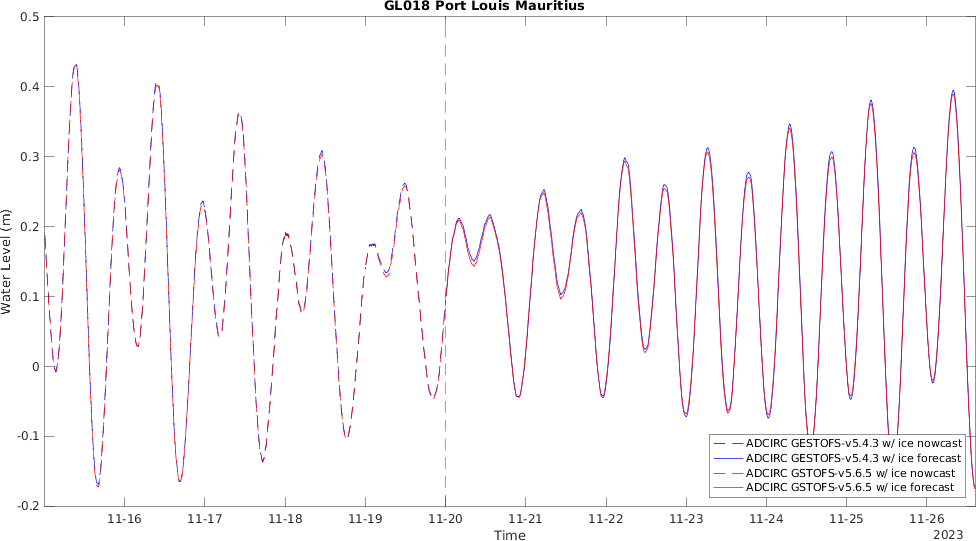 GL018 Port Louis Mauritius
0.5
0.4
0.3
0.2
0.1
0
-0.1
-0.2
Water Level (m)
ADCIRC GESTOFS-v5.4.3 w/ ice nowcast
ADCIRC GESTOFS-v5.4.3 w/ ice forecast
ADCIRC GSTOFS-v5.6.5 w/ ice nowcast
ADCIRC GSTOFS-v5.6.5 w/ ice forecast
11-16 11-17 11-18 11-19 11-20 11-21 11-22 11-23 11-24 11-25 11-26
Time
2023